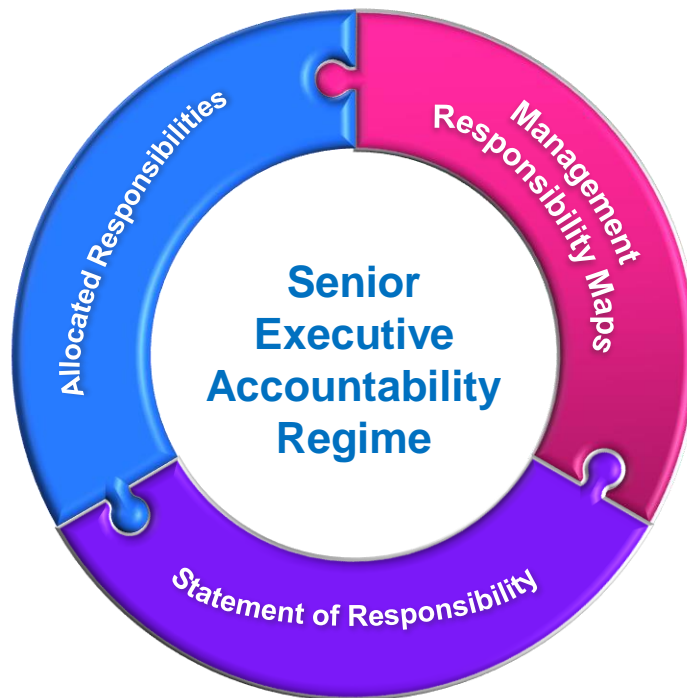 Allocated Responsibilities
Management
Responsibility Maps
Senior
Executive
Accountability
Regime
Statement of Responsibility